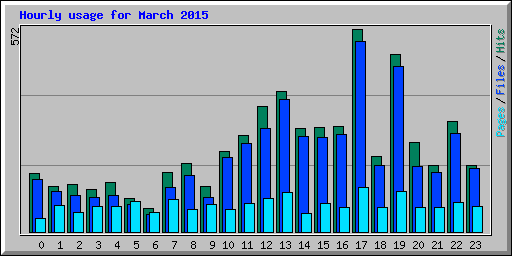 Hourly usage for March 2015
572
Pages/Files/Hits
0 1 2 3 4 5 6 7 8 9 10 11 12 13 14 15 16 17 18 19 20 21 22 23